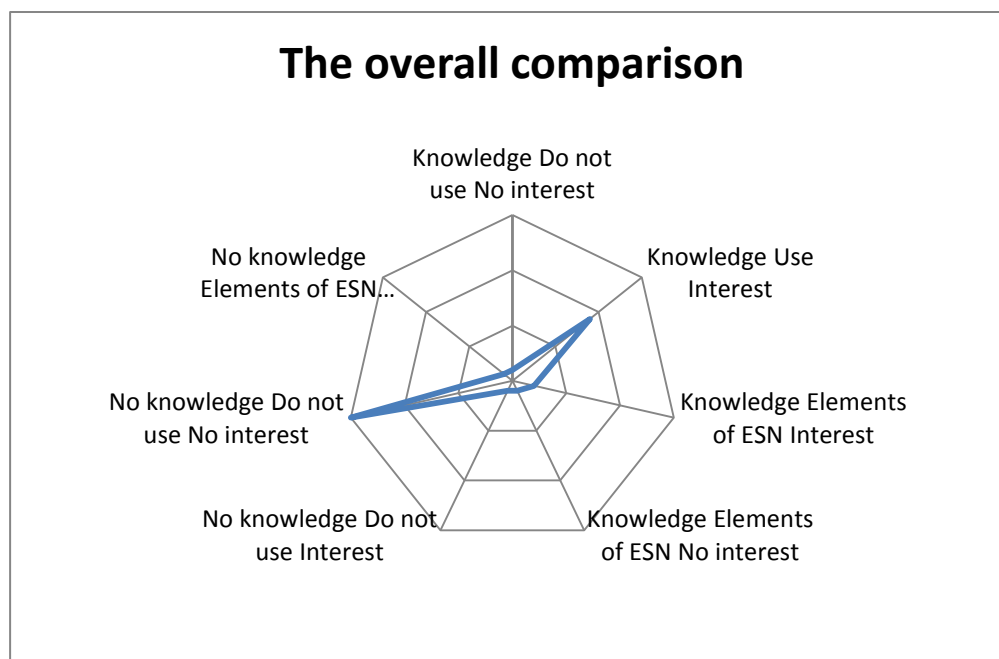 The overall comparison
Knowledge Do not
use No interest
Knowledge Use
Interest
Knowledge Elements
of ESN Interest
Knowledge Elements
of ESN No interest
No knowledge Do not
use Interest
No knowledge Do not
use No interest
No knowledge
Elements of ESN...